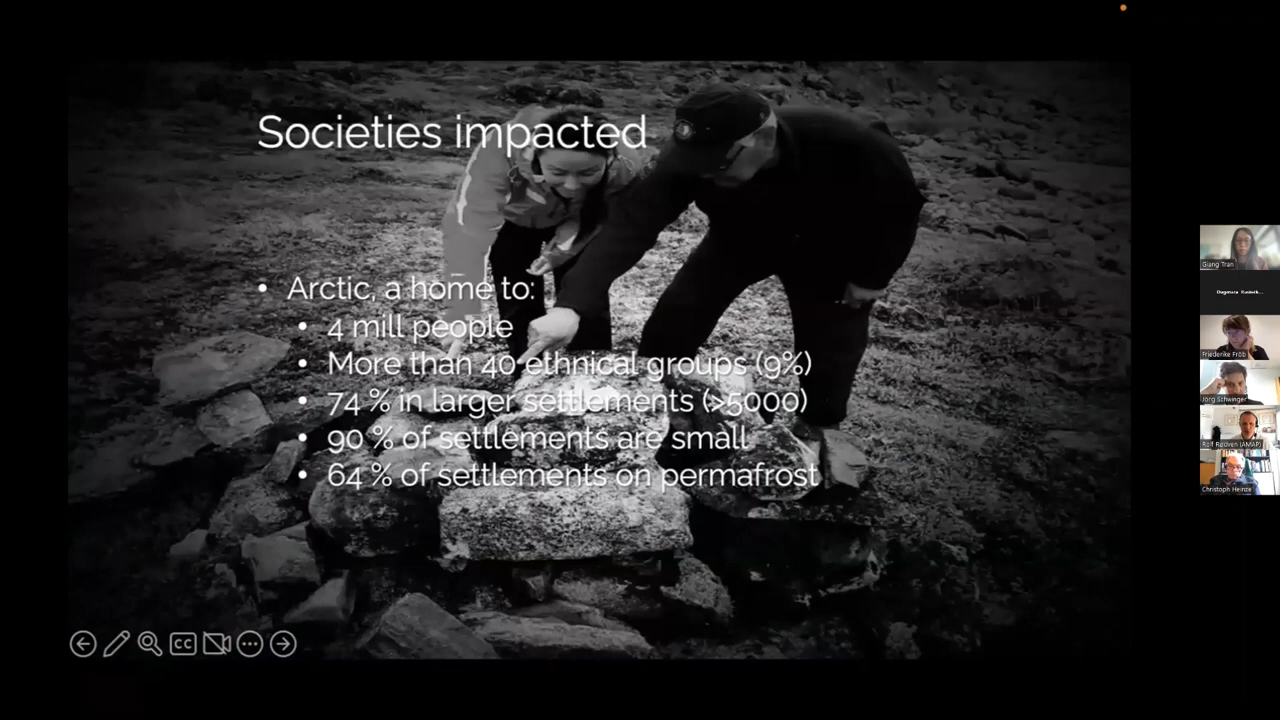 Societies impacted
• Arctic, a home to:
• 4 mill people
• More than 40 ethnical groups (9%)
• 74 % in larger settlements (>5000)
• 90 % of settlements are small
• 64 % of settlements on permafrost
CC
Giang Tran
Friederike Fröb
Jörg Schwinger
Rolf Rødven (AMAP)
Christoph Heinze